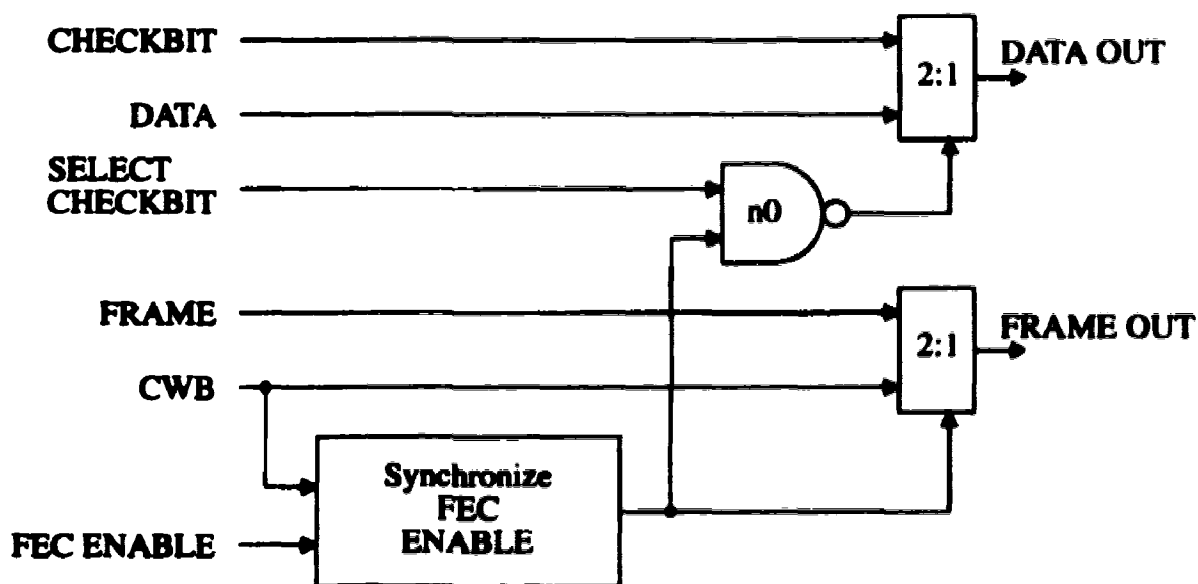 CHECKBIT
2:1
DATA OUT
DATA
SELECT
CHECKBIT
n0
FRAME
2:1
FRAME OUT
CWB
Synchronize
FEC
ENABLE
FEC ENABLE